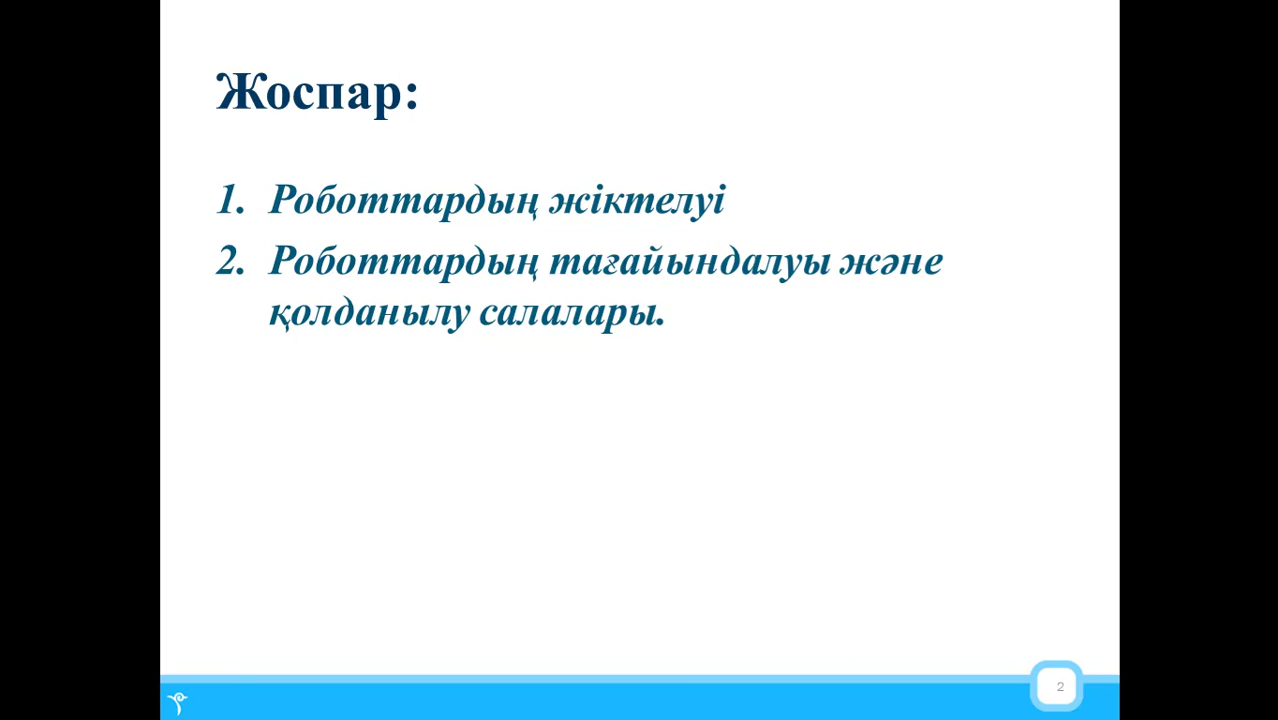 Жоспар:
1. Роботтардың жіктелуі
2. Роботтардың тағайындалуы және
қолданылу салалары.
2